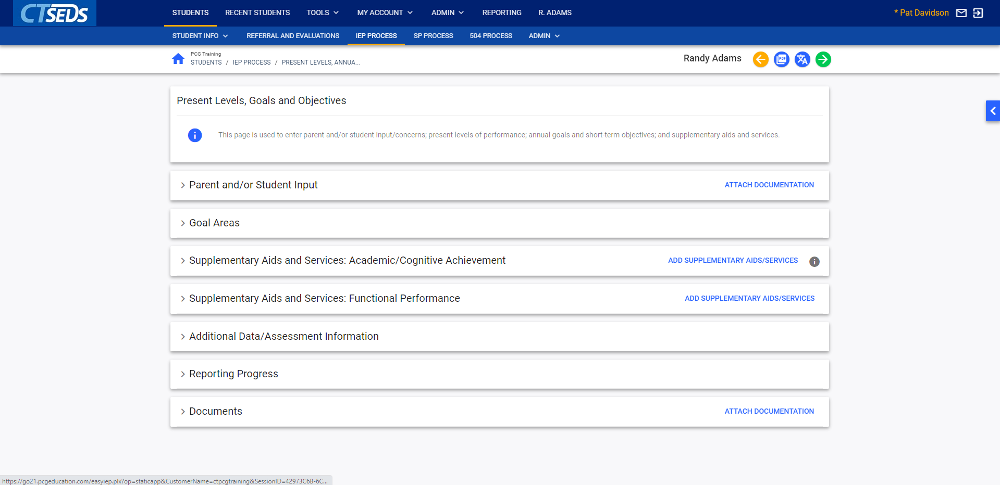 CTSEDS
STUDENTS RECENT STUDENTS TOOLS MY ACCOUNT ADMIN REPORTING R. ADAMS
* Pat Davidson
STUDENT INFO REFERRAL AND EVALUATIONS IEP PROCESS SP PROCESS 504 PROCESS ADMIN
PCG Training
STUDENTS / IEP PROCESS / PRESENT LEVELS, ANNUA...
Randy Adams
PDF
Present Levels, Goals and Objectives
This page is used to enter parent and/or student input/concerns; present levels of performance; annual goals and short-term objectives; and supplementary aids and services.
Parent and/or Student Input ATTACH DOCUMENTATION
Goal Areas
Supplementary Aids and Services: Academic/Cognitive Achievement ADD SUPPLEMENTARY AIDS/SERVICES
Supplementary Aids and Services: Functional Performance ADD SUPPLEMENTARY AIDS/SERVICES
Additional Data/Assessment Information
Reporting Progress
Documents ATTACH DOCUMENTATION
https://go21.pcgeducation.com/easyiep.plx?op=staticapp&CustomerName=ctpcgtraining&SessionID=42973C6B-6C...